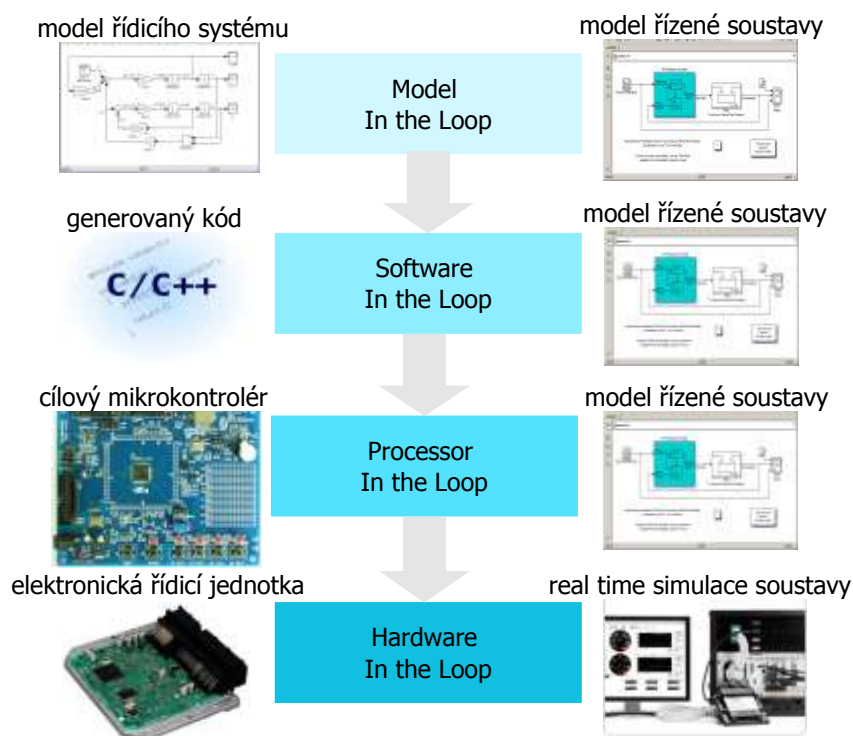 model řídicího systému
model řízené soustavy
Model
In the Loop
generovaný kód
model řízené soustavy
C/C++
Software
In the Loop
cílový mikrokontrolér
model řízené soustavy
Processor
In the Loop
elektronická řídicí jednotka
real time simulace soustavy
Hardware
In the Loop